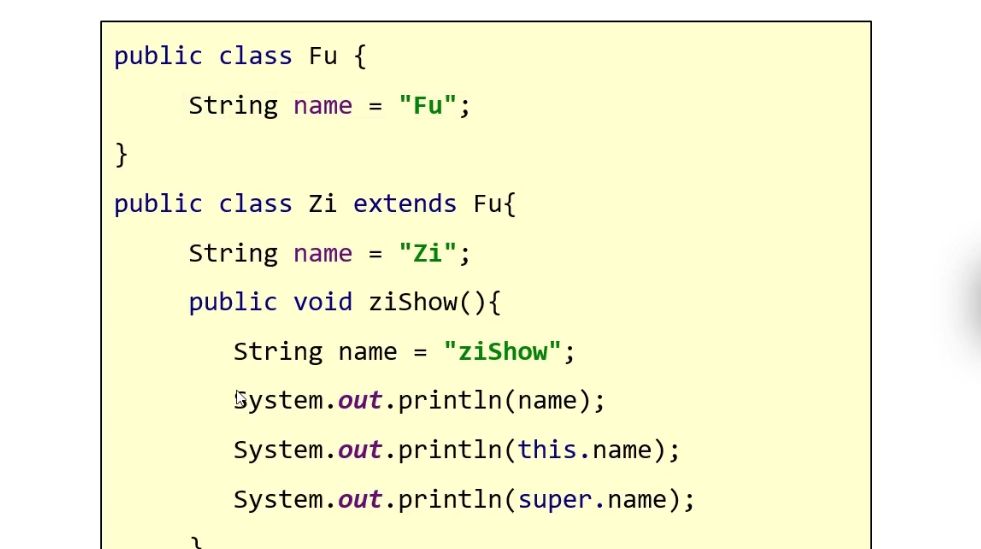 public class Fu {
String name = "Fu";
}
public class Zi extends Fu{
String name = "Zi";
public void ziShow(){
String name = "ziShow";
System.out.println(name);
System.out.println(this.name);
System.out.println(super.name);
}